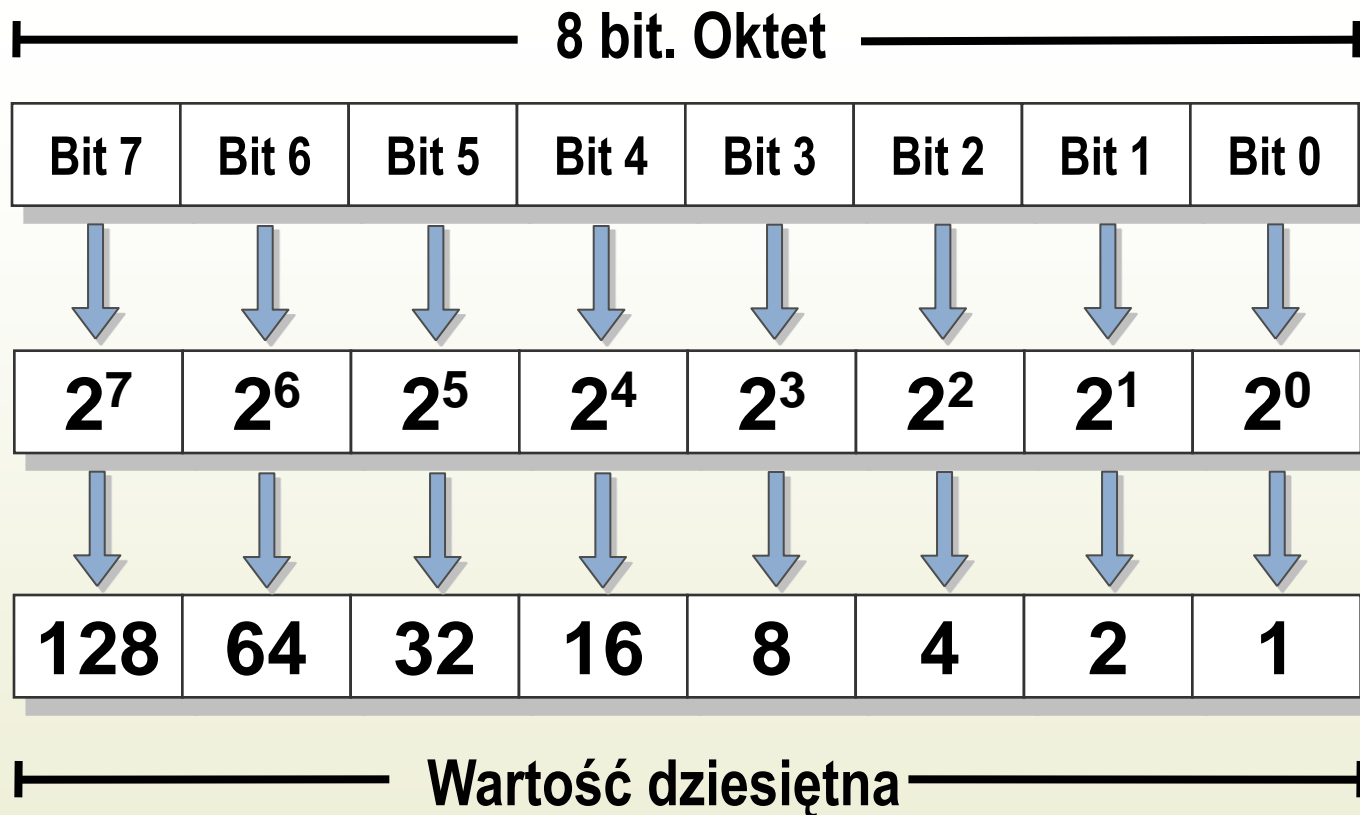 8 bit. Oktet
Bit 7 Bit 6 Bit 5 Bit 4 Bit 3 Bit 2 Bit 1 Bit 0
2⁷ 2⁶ 2⁵ 2⁴ 2³ 2² 2¹ 2⁰
128 64 32 16 8 4 2 1
Wartość dziesiętna